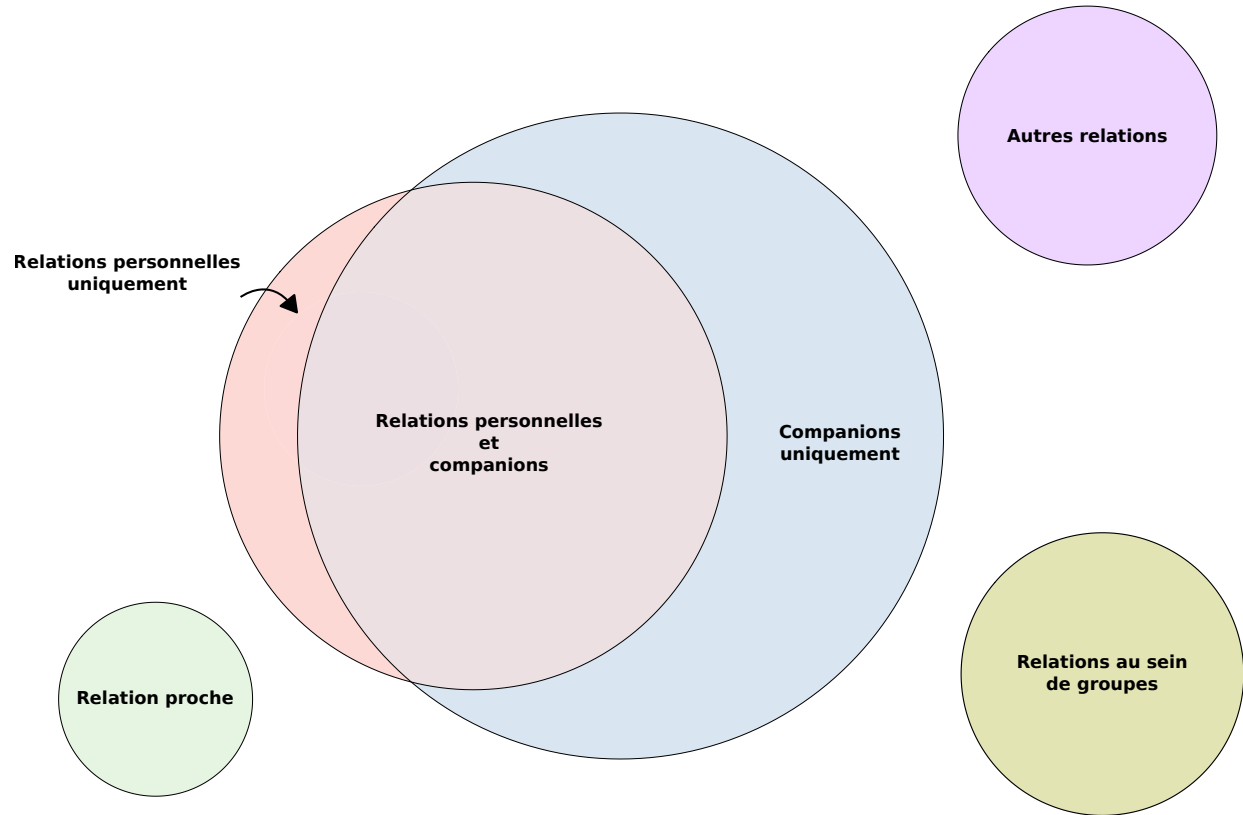 Autres relations
Relations personnelles
uniquement
Relations personnelles
et
companions
Companions
uniquement
Relations au sein
de groupes
Relation proche